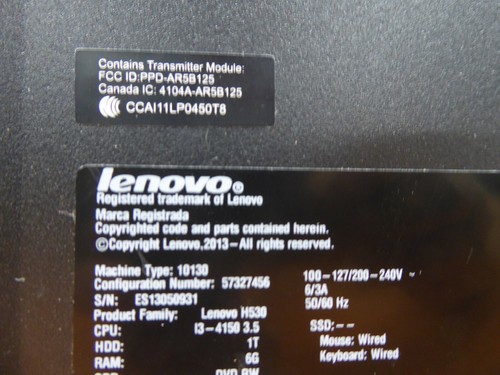 Contains Transmitter Module:
FCC ID:PPD-AR5B125
Canada IC: 4104A-AR5B125
CCAI11LP0450T8
lenovo®
Registered trademark of Lenovo
Marca Registrada
Copyrighted code and parts contained herein.
©Copyright Lenovo,2013-All rights reserved.
Machine Type: 10130
Configuration Number: 57327456
S/N: ES13050931
Product Family: Lenovo H530
CPU: I3-4150 3.5
HDD: 1T
RAM: 6G
DVD RW
100-127/200-240V ~
6/3A
50/60 Hz
SSD:--
Mouse: Wired
Keyboard: Wired